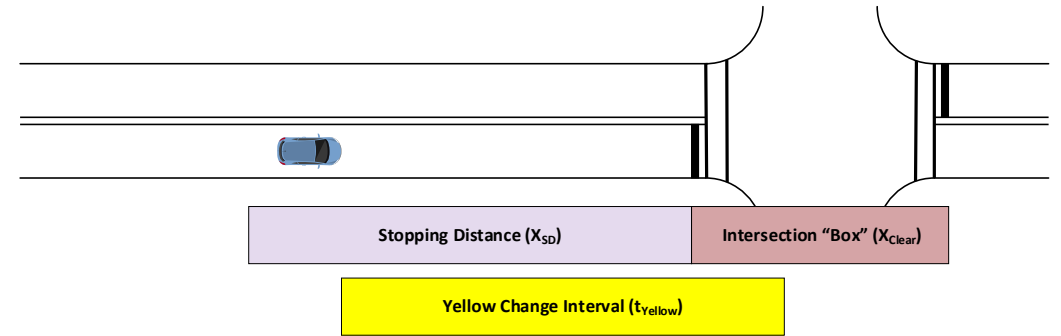 Stopping Distance (XSD)
Intersection “Box” (XClear)
Yellow Change Interval (tYellow)